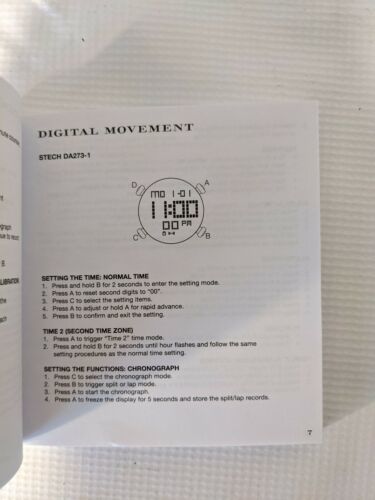 DIGITAL MOVEMENT
STECH DA273-1
D
A
MO 1-01
11:00
00 PM
C
B
SETTING THE TIME: NORMAL TIME
1. Press and hold B for 2 seconds to enter the setting mode.
2. Press A to reset second digits to “00”.
3. Press C to select the setting items.
4. Press A to adjust or hold A for rapid advance.
5. Press B to confirm and exit the setting.
TIME 2 (SECOND TIME ZONE)
1. Press A to trigger “Time 2” time mode.
2. Press and hold B for 2 seconds until hour flashes and follow the
same setting procedures as the normal time setting.
SETTING THE FUNCTIONS: CHRONOGRAPH
1. Press C to select the chronograph mode.
2. Press B to trigger split or lap mode.
3. Press A to start the chronograph.
4. Press A to freeze the display for 5 seconds and store the split/lap records.
7